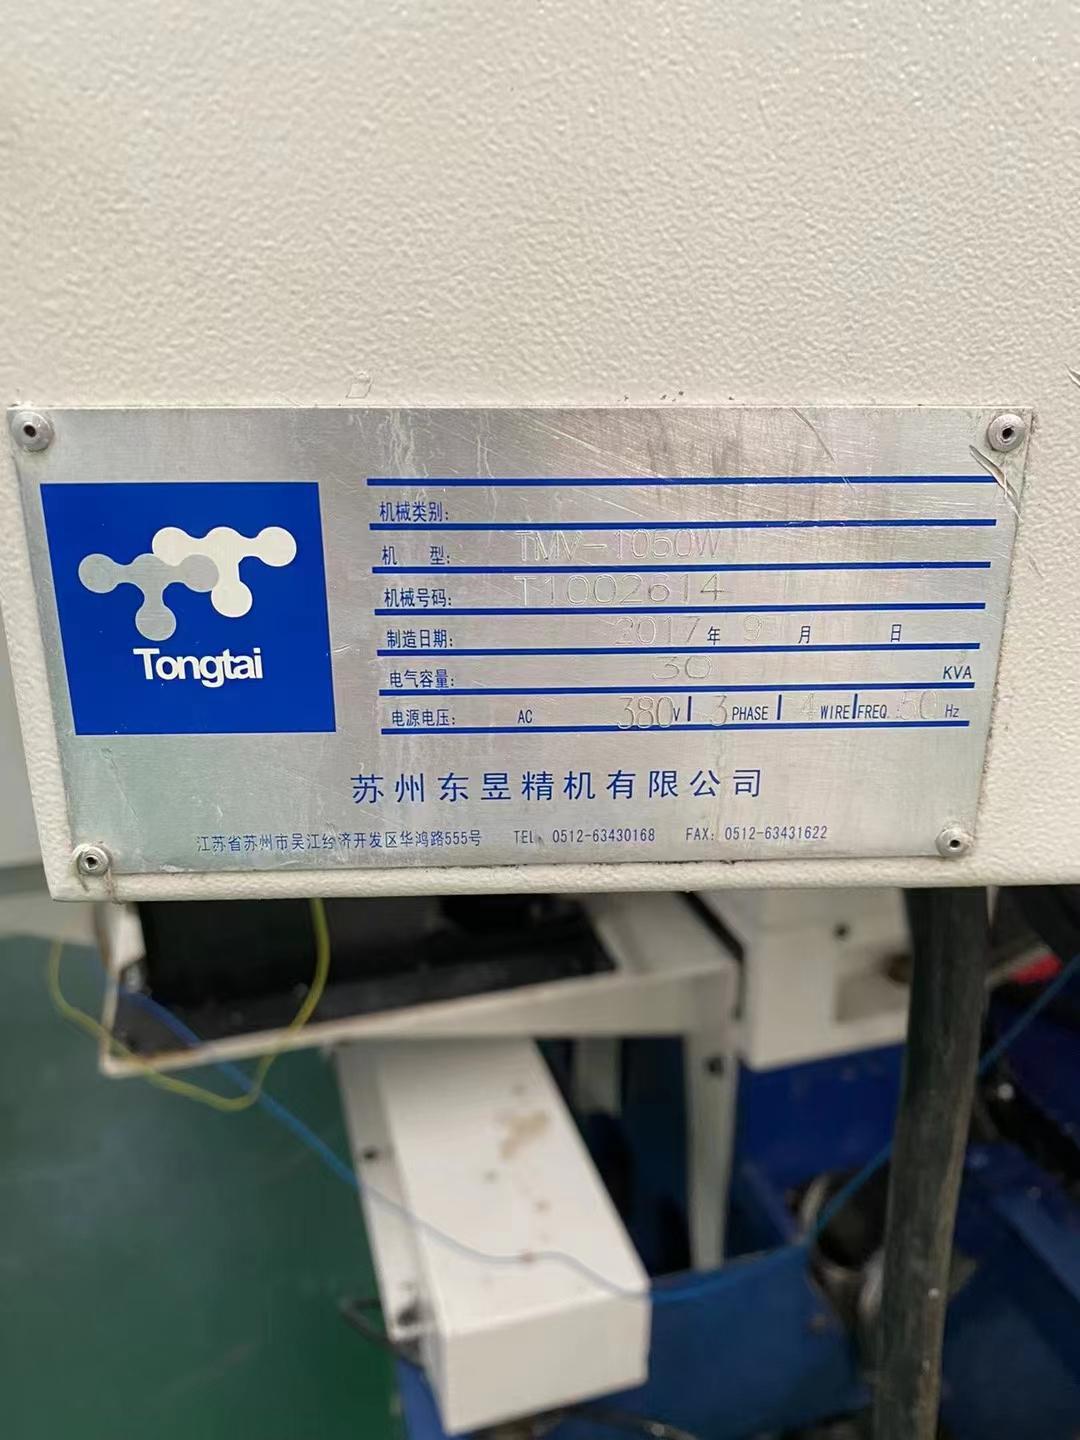 Tongtai
机械类别:
机 型: TMV-1050W
机械号码: T1002614
制造日期: 2017 年 9 月 日
电气容量: 30 KVA
电源电压: AC 380 V 3 PHASE 4 WIRE FREQ. 50 Hz
苏州东昱精机有限公司
江苏省苏州市吴江经济开发区华鸿路555号 TEL: 0512-63430168 FAX: 0512-63431622